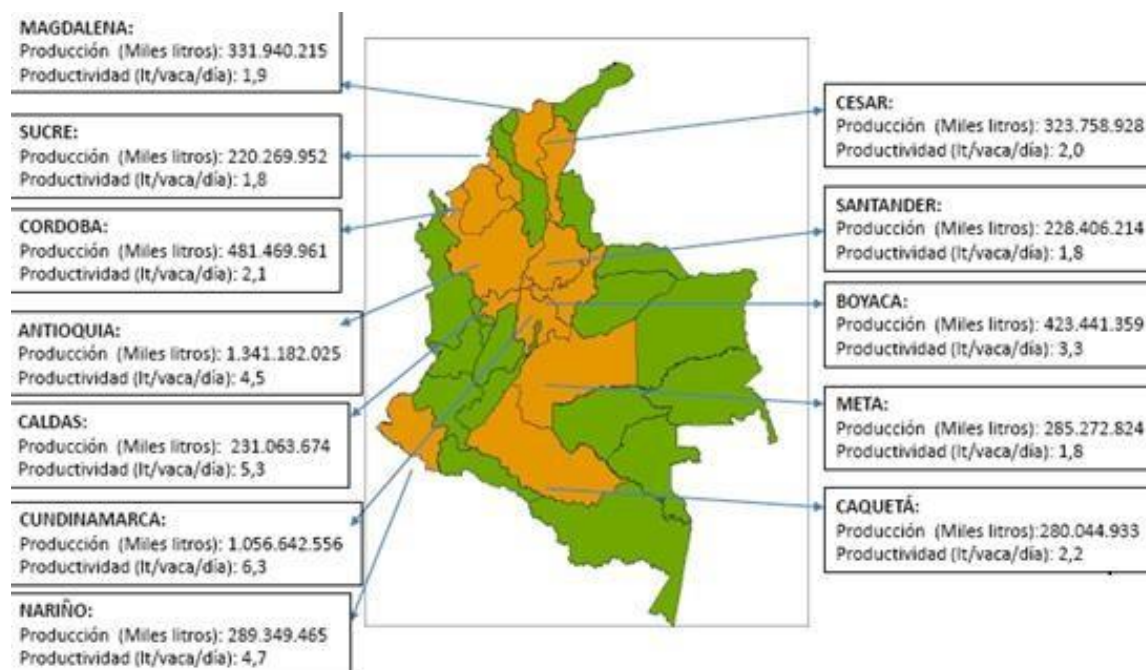 MAGDALENA:
Producción (Miles litros): 331.940.215
Productividad (lt/vaca/día): 1,9
SUCRE:
Producción (Miles litros): 220.269.952
Productividad (lt/vaca/día): 1,8
CORDOBA:
Producción (Miles litros): 481.469.961
Productividad (lt/vaca/día): 2,1
ANTIOQUIA:
Producción (Miles litros): 1.341.182.025
Productividad (lt/vaca/día): 4,5
CALDAS:
Producción (Miles litros): 231.063.674
Productividad (lt/vaca/día): 5,3
CUNDINAMARCA:
Producción (Miles litros): 1.056.642.556
Productividad (lt/vaca/día): 6,3
NARIÑO:
Producción (Miles litros): 289.349.465
Productividad (lt/vaca/día): 4,7
CESAR:
Producción (Miles litros): 323.758.928
Productividad (lt/vaca/día): 2,0
SANTANDER:
Producción (Miles litros): 228.406.214
Productividad (lt/vaca/día): 1,8
BOYACA:
Producción (Miles litros): 423.441.359
Productividad (lt/vaca/día): 3,3
META:
Producción (Miles litros): 285.272.824
Productividad (lt/vaca/día): 1,8
CAQUETÁ:
Producción (Miles litros):280.044.933
Productividad (lt/vaca/día): 2,2